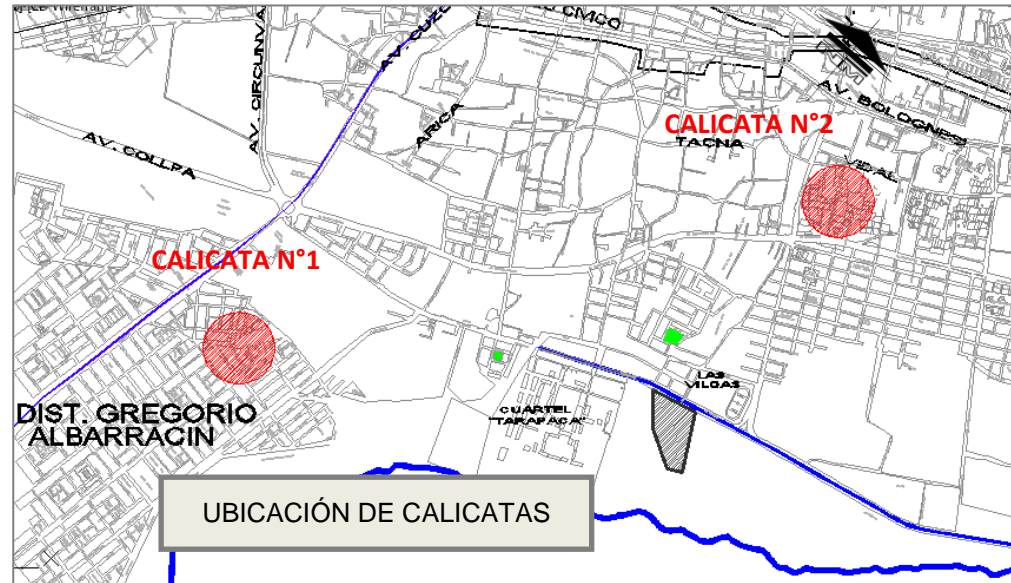 CIVICO
AV. CUZCO
AV. CIRCUNVA
ARICA
AV. BOLOGNESI
CALICATA N°2
TACNA
VIDAL
AV. COLLPA
CALICATA N°1
LAS
VILCAS
CUARTEL
"TARAPACA"
DIST. GREGORIO
ALBARRACIN
UBICACIÓN DE CALICATAS
X